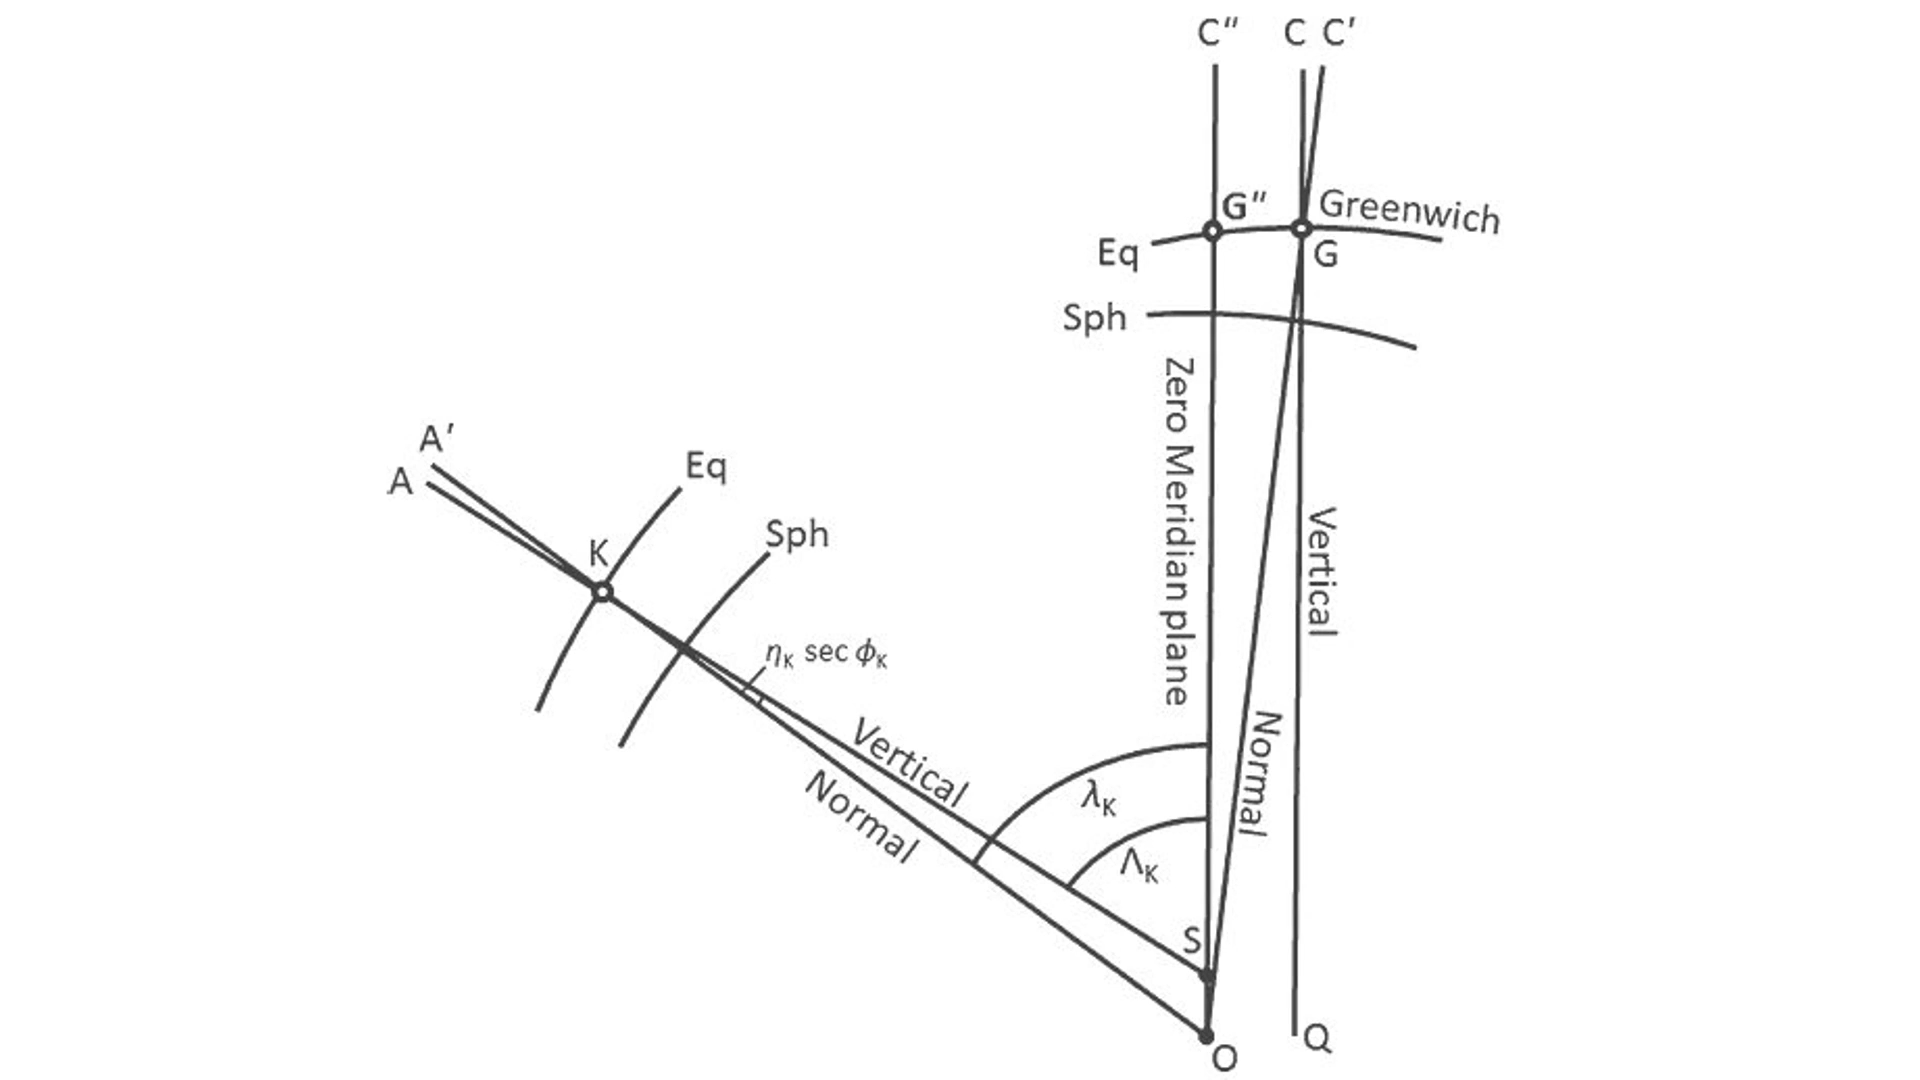 C″
C
C′
G″
Greenwich
Eq
G
Sph
Zero Meridian plane
A′
A
Eq
K
Sph
Vertical
ηK sec ϕK
Vertical
Normal
Normal
λK
ΛK
S
O
Q